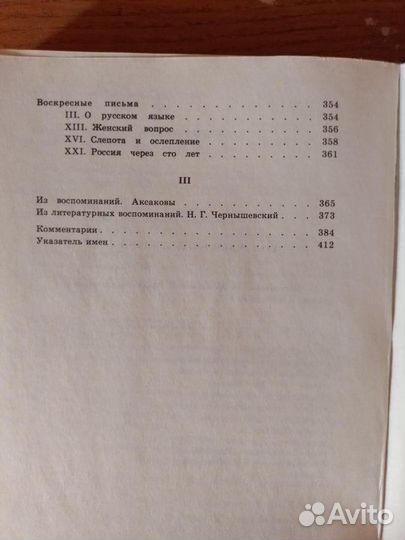 Воскресные письма . . . . . . . . . . . . 354
III. О русском языке . . . . . . . . . . 354
XIII. Женский вопрос . . . . . . . . . . 356
XVI. Слепота и ослепление . . . . . . . . 358
XXI. Россия через сто лет . . . . . . . . 361
III
Из воспоминаний. Аксаковы . . . . . . . . 365
Из литературных воспоминаний. Н. Г. Чернышевский . . . 373
Комментарии . . . . . . . . . . . . . . 384
Указатель имен . . . . . . . . . . . . . 412
Avito